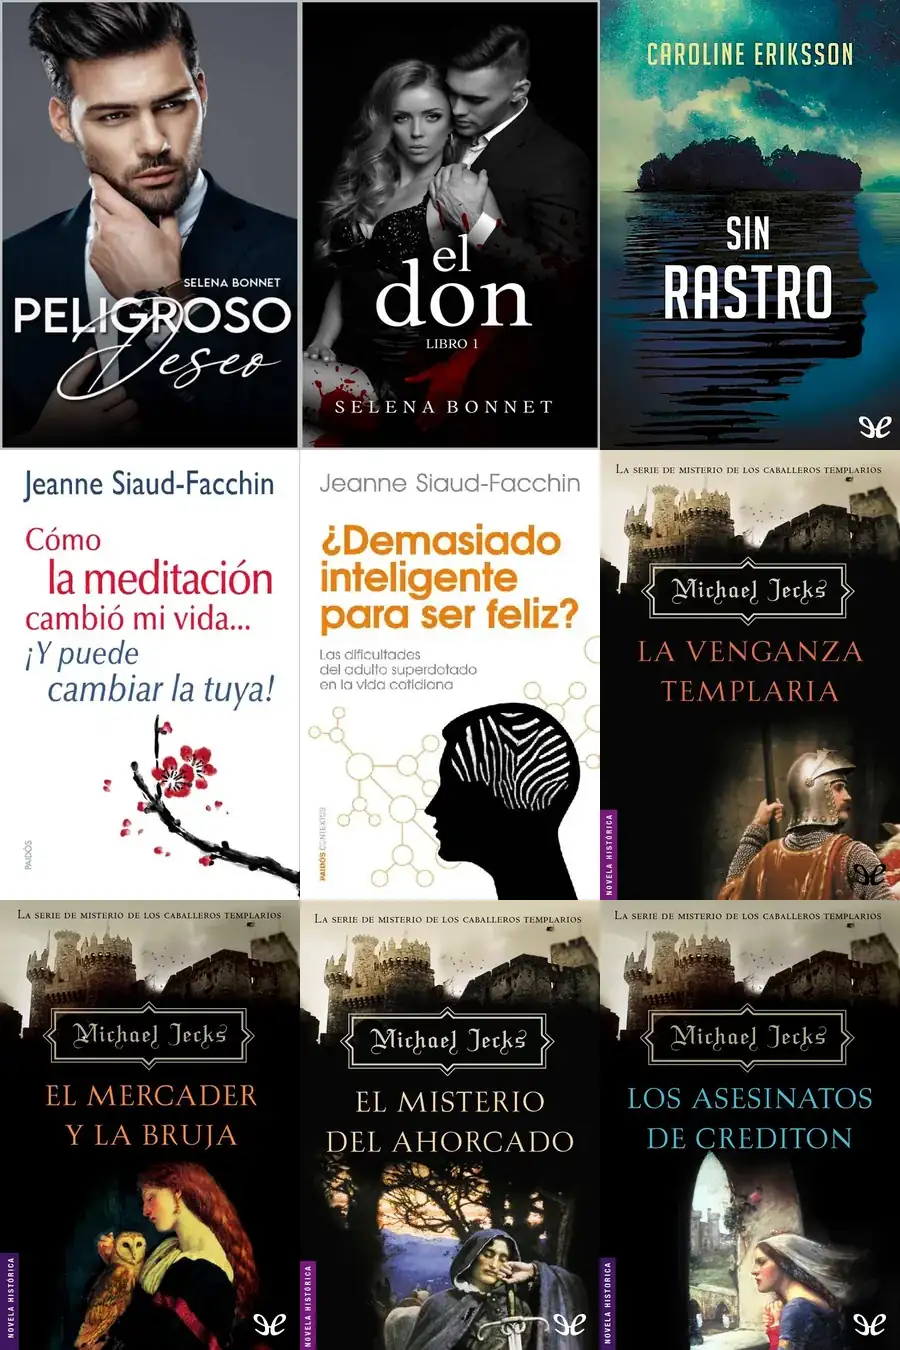 SELENA BONNET
PELIGROSO
Deseo
el
don
LIBRO 1
SELENA BONNET
CAROLINE ERIKSSON
SIN
RASTRO
Jeanne Siaud-Facchin
Cómo
la meditación
cambió mi vida...
¡Y puede
cambiar la tuya!
PAIDÓS
Jeanne Siaud-Facchin
¿Demasiado
inteligente
para ser feliz?
Las dificultades
del adulto superdotado
en la vida cotidiana
PAIDÓS CONTEXTOS
LA SERIE DE MISTERIO DE LOS CABALLEROS TEMPLARIOS
Michael Jecks
LA VENGANZA
TEMPLARIA
NOVELA HISTÓRICA
LA SERIE DE MISTERIO DE LOS CABALLEROS TEMPLARIOS
Michael Jecks
EL MERCADER
Y LA BRUJA
NOVELA HISTÓRICA
LA SERIE DE MISTERIO DE LOS CABALLEROS TEMPLARIOS
Michael Jecks
EL MISTERIO
DEL AHORCADO
NOVELA HISTÓRICA
LA SERIE DE MISTERIO DE LOS CABALLEROS TEMPLARIOS
Michael Jecks
LOS ASESINATOS
DE CREDITON
NOVELA HISTÓRICA